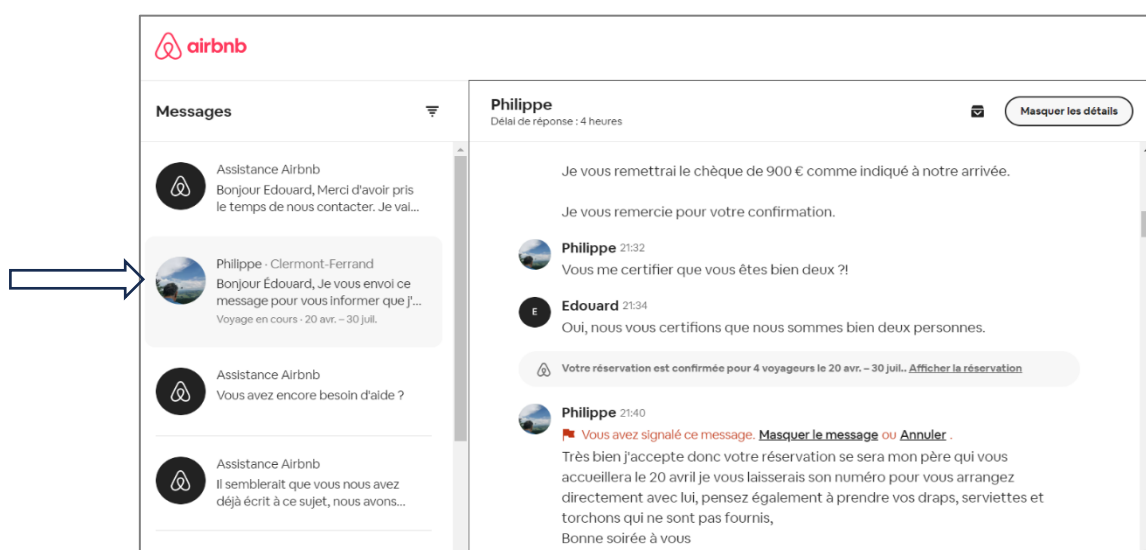 airbnb
Messages
Assistance Airbnb
Bonjour Edouard, Merci d'avoir pris
le temps de nous contacter. Je vai...
Philippe · Clermont-Ferrand
Bonjour Édouard, Je vous envoi ce
message pour vous informer que j'...
Voyage en cours · 20 avr. – 30 juil.
Assistance Airbnb
Vous avez encore besoin d'aide ?
Assistance Airbnb
Il semblerait que vous nous avez
déjà écrit à ce sujet, nous avons...
Philippe
Délai de réponse : 4 heures
Masquer les détails
Je vous remettrai le chèque de 900 € comme indiqué à notre arrivée.
Je vous remercie pour votre confirmation.
Philippe 21:32
Vous me certifier que vous êtes bien deux ?!
E
Edouard 21:34
Oui, nous vous certifions que nous sommes bien deux personnes.
Votre réservation est confirmée pour 4 voyageurs le 20 avr. – 30 juil.. Afficher la réservation
Philippe 21:40
Vous avez signalé ce message. Masquer le message ou Annuler .
Très bien j'accepte donc votre réservation se sera mon père qui vous
accueillera le 20 avril je vous laisserais son numéro pour vous arrangez
directement avec lui, pensez également à prendre vos draps, serviettes et
torchons qui ne sont pas fournis,
Bonne soirée à vous